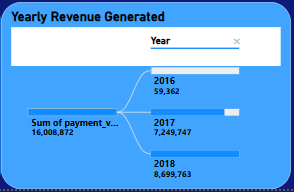 Yearly Revenue Generated
Year ×
2016
59,362
Sum of payment_v...
16,008,872
2017
7,249,747
2018
8,699,763